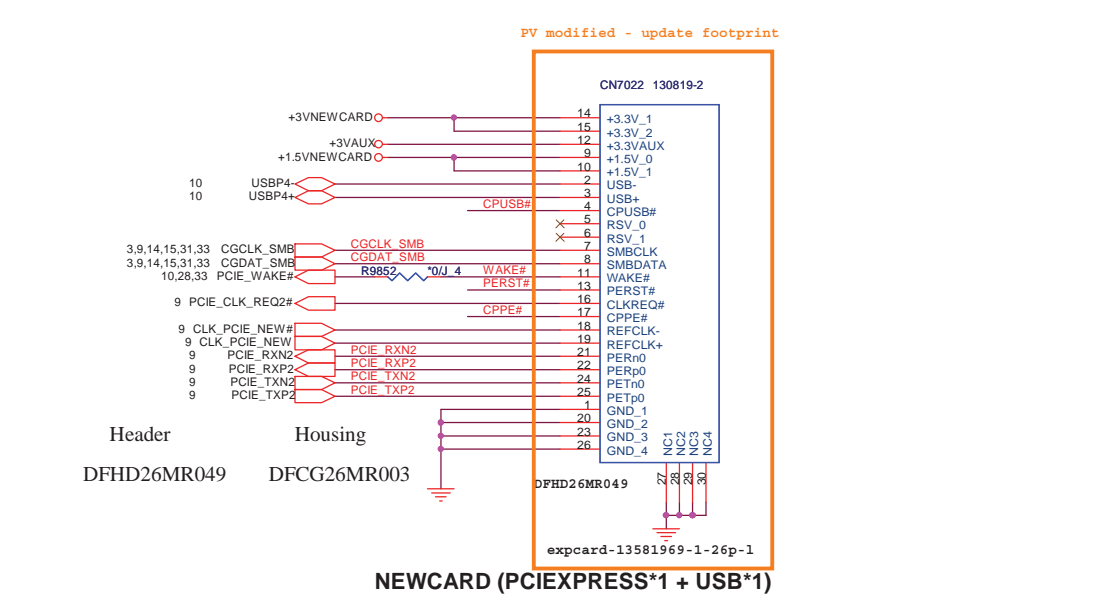 PV modified - update footprint
CN7022 130819-2
+3VNEWCARD 14 +3.3V_1
15 +3.3V_2
+3VAUX 12 +3.3VAUX
+1.5VNEWCARD 9 +1.5V_0
10 +1.5V_1
10 USBP4- 2 USB-
10 USBP4+ 3 USB+
CPUSB# 4 CPUSB#
5 RSV_0
6 RSV_1
3,9,14,15,31,33 CGCLK_SMB CGCLK_SMB 7 SMBCLK
3,9,14,15,31,33 CGDAT_SMB CGDAT_SMB 8 SMBDATA
10,28,33 PCIE_WAKE# R9852 *0/J_4 WAKE# 11 WAKE#
PERST# 13 PERST#
9 PCIE_CLK_REQ2# 16 CLKREQ#
CPPE# 17 CPPE#
9 CLK_PCIE_NEW# 18 REFCLK-
9 CLK_PCIE_NEW 19 REFCLK+
9 PCIE_RXN2 PCIE_RXN2 21 PERn0
9 PCIE_RXP2 PCIE_RXP2 22 PERp0
9 PCIE_TXN2 PCIE_TXN2 24 PETn0
9 PCIE_TXP2 PCIE_TXP2 25 PETp0
1 GND_1
20 GND_2
23 GND_3
26 GND_4
NC1 NC2 NC3 NC4
27 28 29 30
Header Housing
DFHD26MR049 DFCG26MR003
DFHD26MR049
expcard-13581969-1-26p-l
NEWCARD (PCIEXPRESS*1 + USB*1)